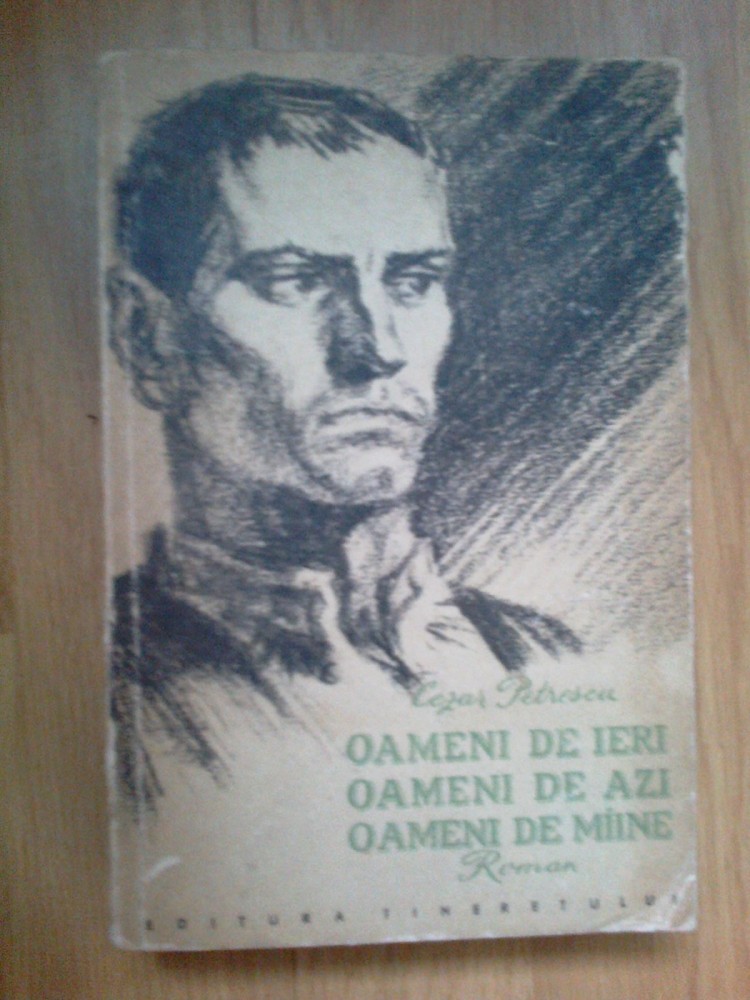 Cezar Petrescu
OAMENI DE IERI
OAMENI DE AZI
OAMENI DE MÎINE
Roman
EDITURA TINERETULUI